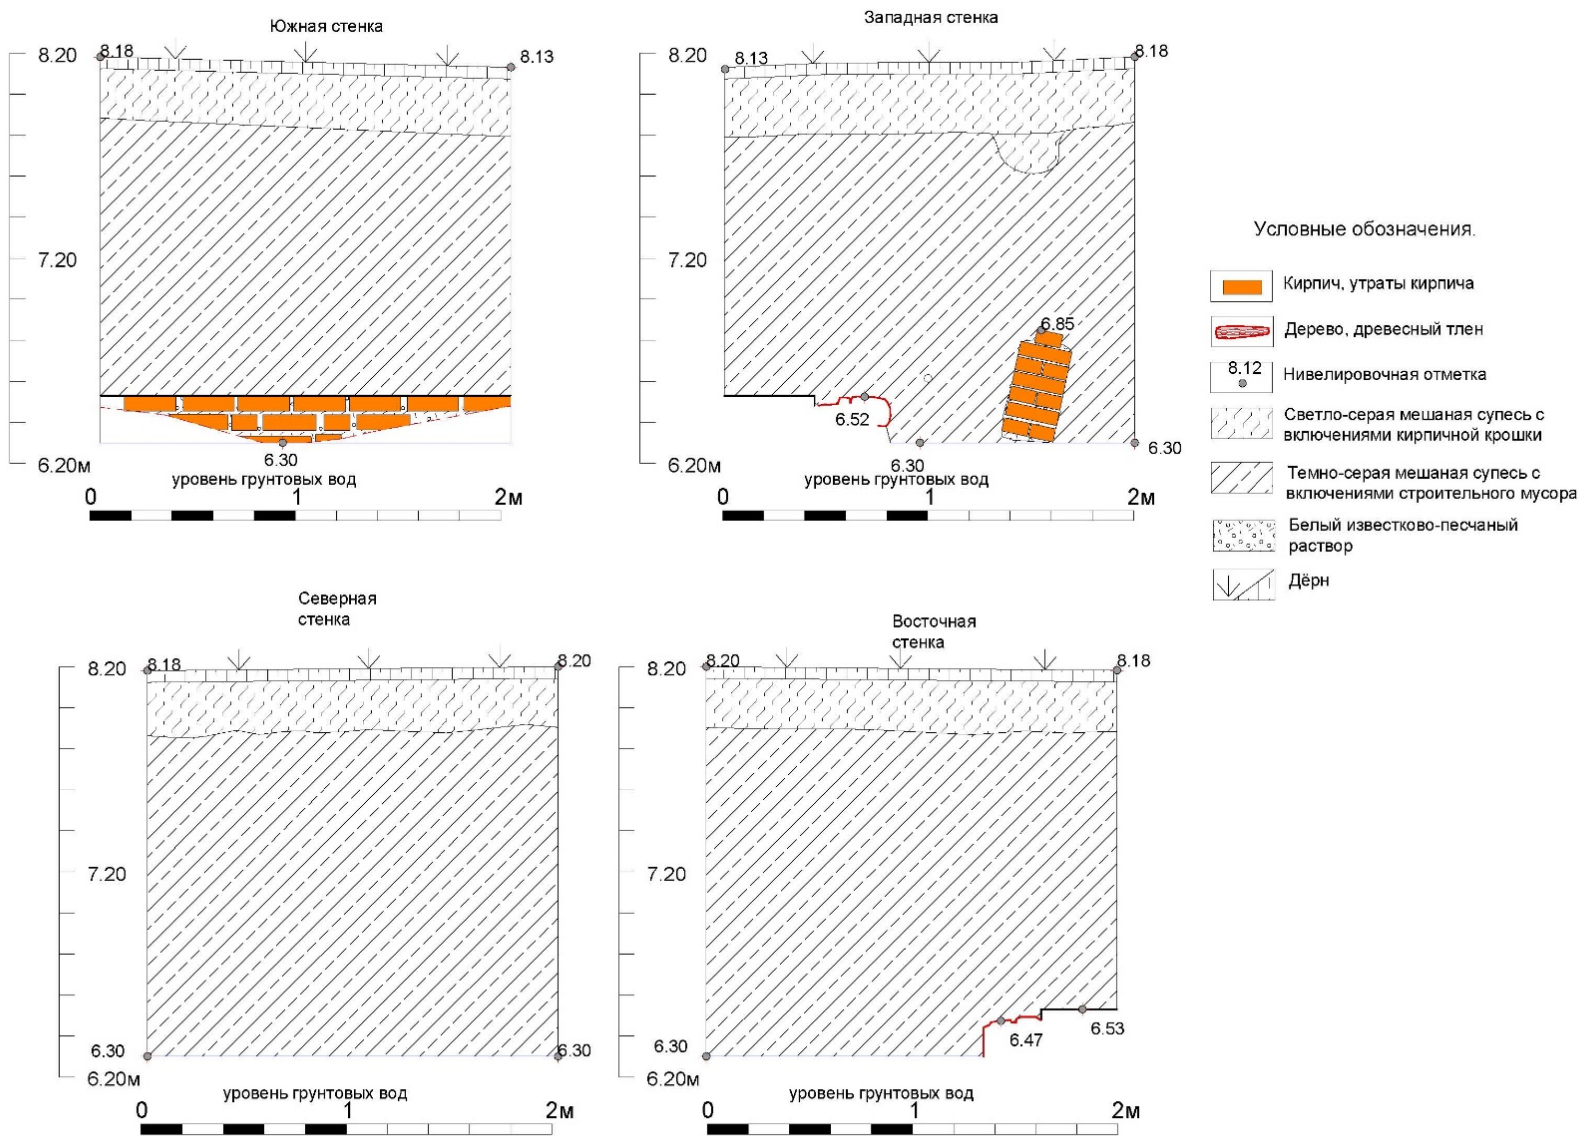 Южная стенка
8.20
8.18
8.13
7.20
6.30
6.20м
уровень грунтовых вод
0
1
2м
Западная стенка
8.20
8.13
8.18
7.20
6.85
6.52
6.30
6.30
6.20м
уровень грунтовых вод
0
1
2м
Условные обозначения.
Кирпич, утраты кирпича
Дерево, древесный тлен
8.12
Нивелировочная отметка
Светло-серая мешаная супесь с
включениями кирпичной крошки
Темно-серая мешаная супесь с
включениями строительного мусора
Белый известково-песчаный
раствор
Дёрн
Северная
стенка
8.20
8.18
8.20
7.20
6.30
6.30
6.20м
уровень грунтовых вод
0
1
2м
Восточная
стенка
8.20
8.20
8.18
7.20
6.53
6.47
6.30
6.20м
уровень грунтовых вод
0
1
2м